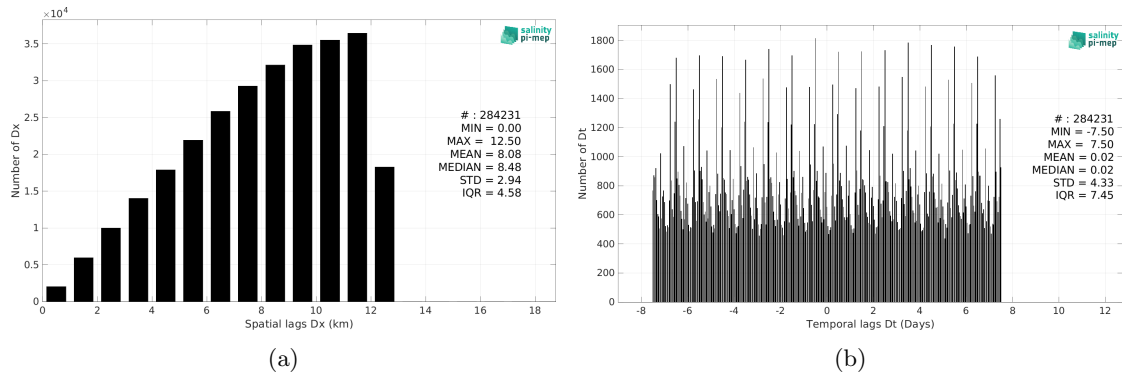 ×10⁴
salinity
pi-mep
3.5
3
2.5
2
1.5
1
0.5
0
Number of Dx
# : 284231
MIN = 0.00
MAX = 12.50
MEAN = 8.08
MEDIAN = 8.48
STD = 2.94
IQR = 4.58
0 2 4 6 8 10 12 14 16 18
Spatial lags Dx (km)
(a)
salinity
pi-mep
1800
1600
1400
1200
1000
800
600
400
200
0
Number of Dt
# : 284231
MIN = -7.50
MAX = 7.50
MEAN = 0.02
MEDIAN = 0.02
STD = 4.33
IQR = 7.45
-8 -6 -4 -2 0 2 4 6 8 10 12
Temporal lags Dt (Days)
(b)